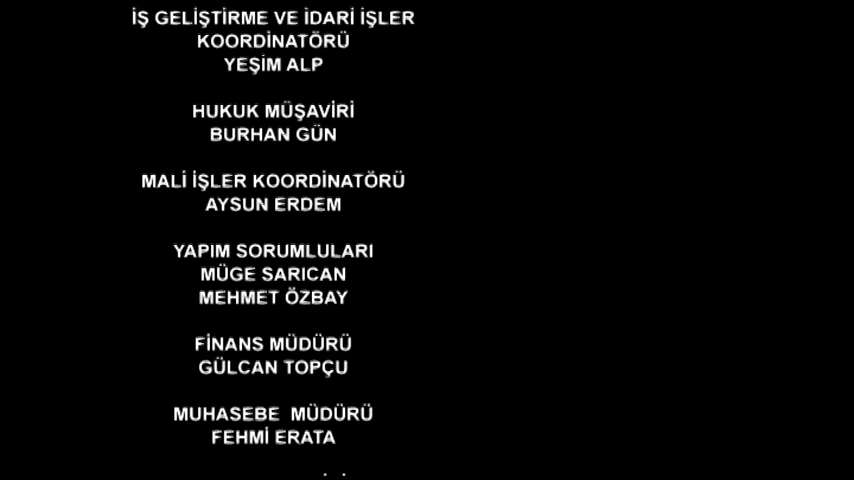 İŞ GELİŞTİRME VE İDARİ İŞLER
KOORDİNATÖRÜ
YEŞİM ALP
HUKUK MÜŞAVİRİ
BURHAN GÜN
MALİ İŞLER KOORDİNATÖRÜ
AYSUN ERDEM
YAPIM SORUMLULARI
MÜGE SARICAN
MEHMET ÖZBAY
FİNANS MÜDÜRÜ
GÜLCAN TOPÇU
MUHASEBE MÜDÜRÜ
FEHMİ ERATA